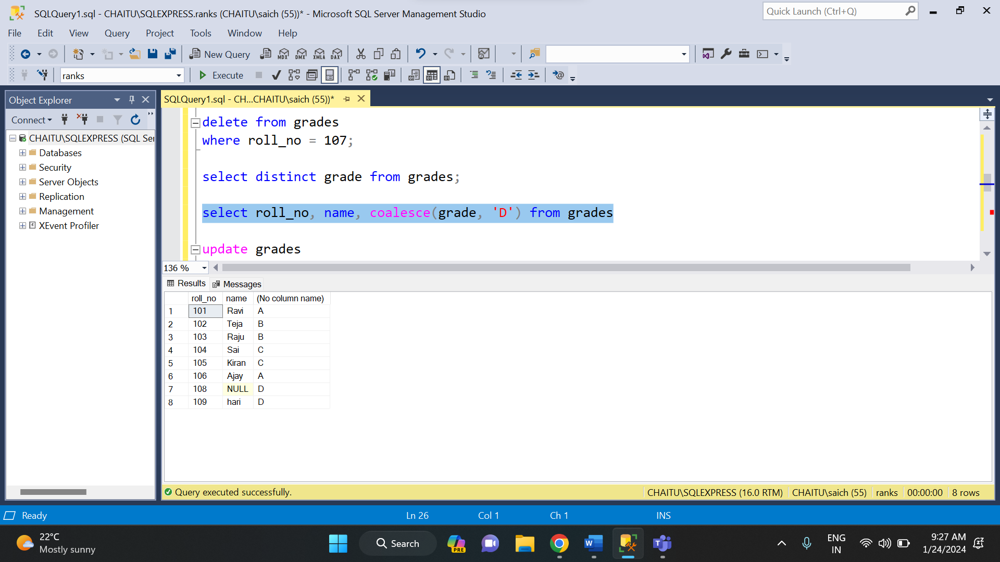 SQLQuery1.sql - CHAITU\SQLEXPRESS.ranks (CHAITU\saich (55))* - Microsoft SQL Server Management Studio
Quick Launch (Ctrl+Q)
File Edit View Query Project Tools Window Help
New Query MDX DMX XMLA DAX
ranks Execute
Object Explorer
SQLQuery1.sql - CH...CHAITU\saich (55))*
Connect
CHAITU\SQLEXPRESS (SQL Ser
Databases
Security
Server Objects
Replication
Management
XEvent Profiler
delete from grades
where roll_no = 107;
select distinct grade from grades;
select roll_no, name, coalesce(grade, 'D') from grades
update grades
136 %
Results Messages
roll_no name (No column name)
1 101 Ravi A
2 102 Teja B
3 103 Raju B
4 104 Sai C
5 105 Kiran C
6 106 Ajay A
7 108 NULL D
8 109 hari D
Query executed successfully. CHAITU\SQLEXPRESS (16.0 RTM) CHAITU\saich (55) ranks 00:00:00 8 rows
Ready Ln 26 Col 1 Ch 1 INS
22°C
Mostly sunny
Search
PRE
ENG
IN
9:27 AM
1/24/2024